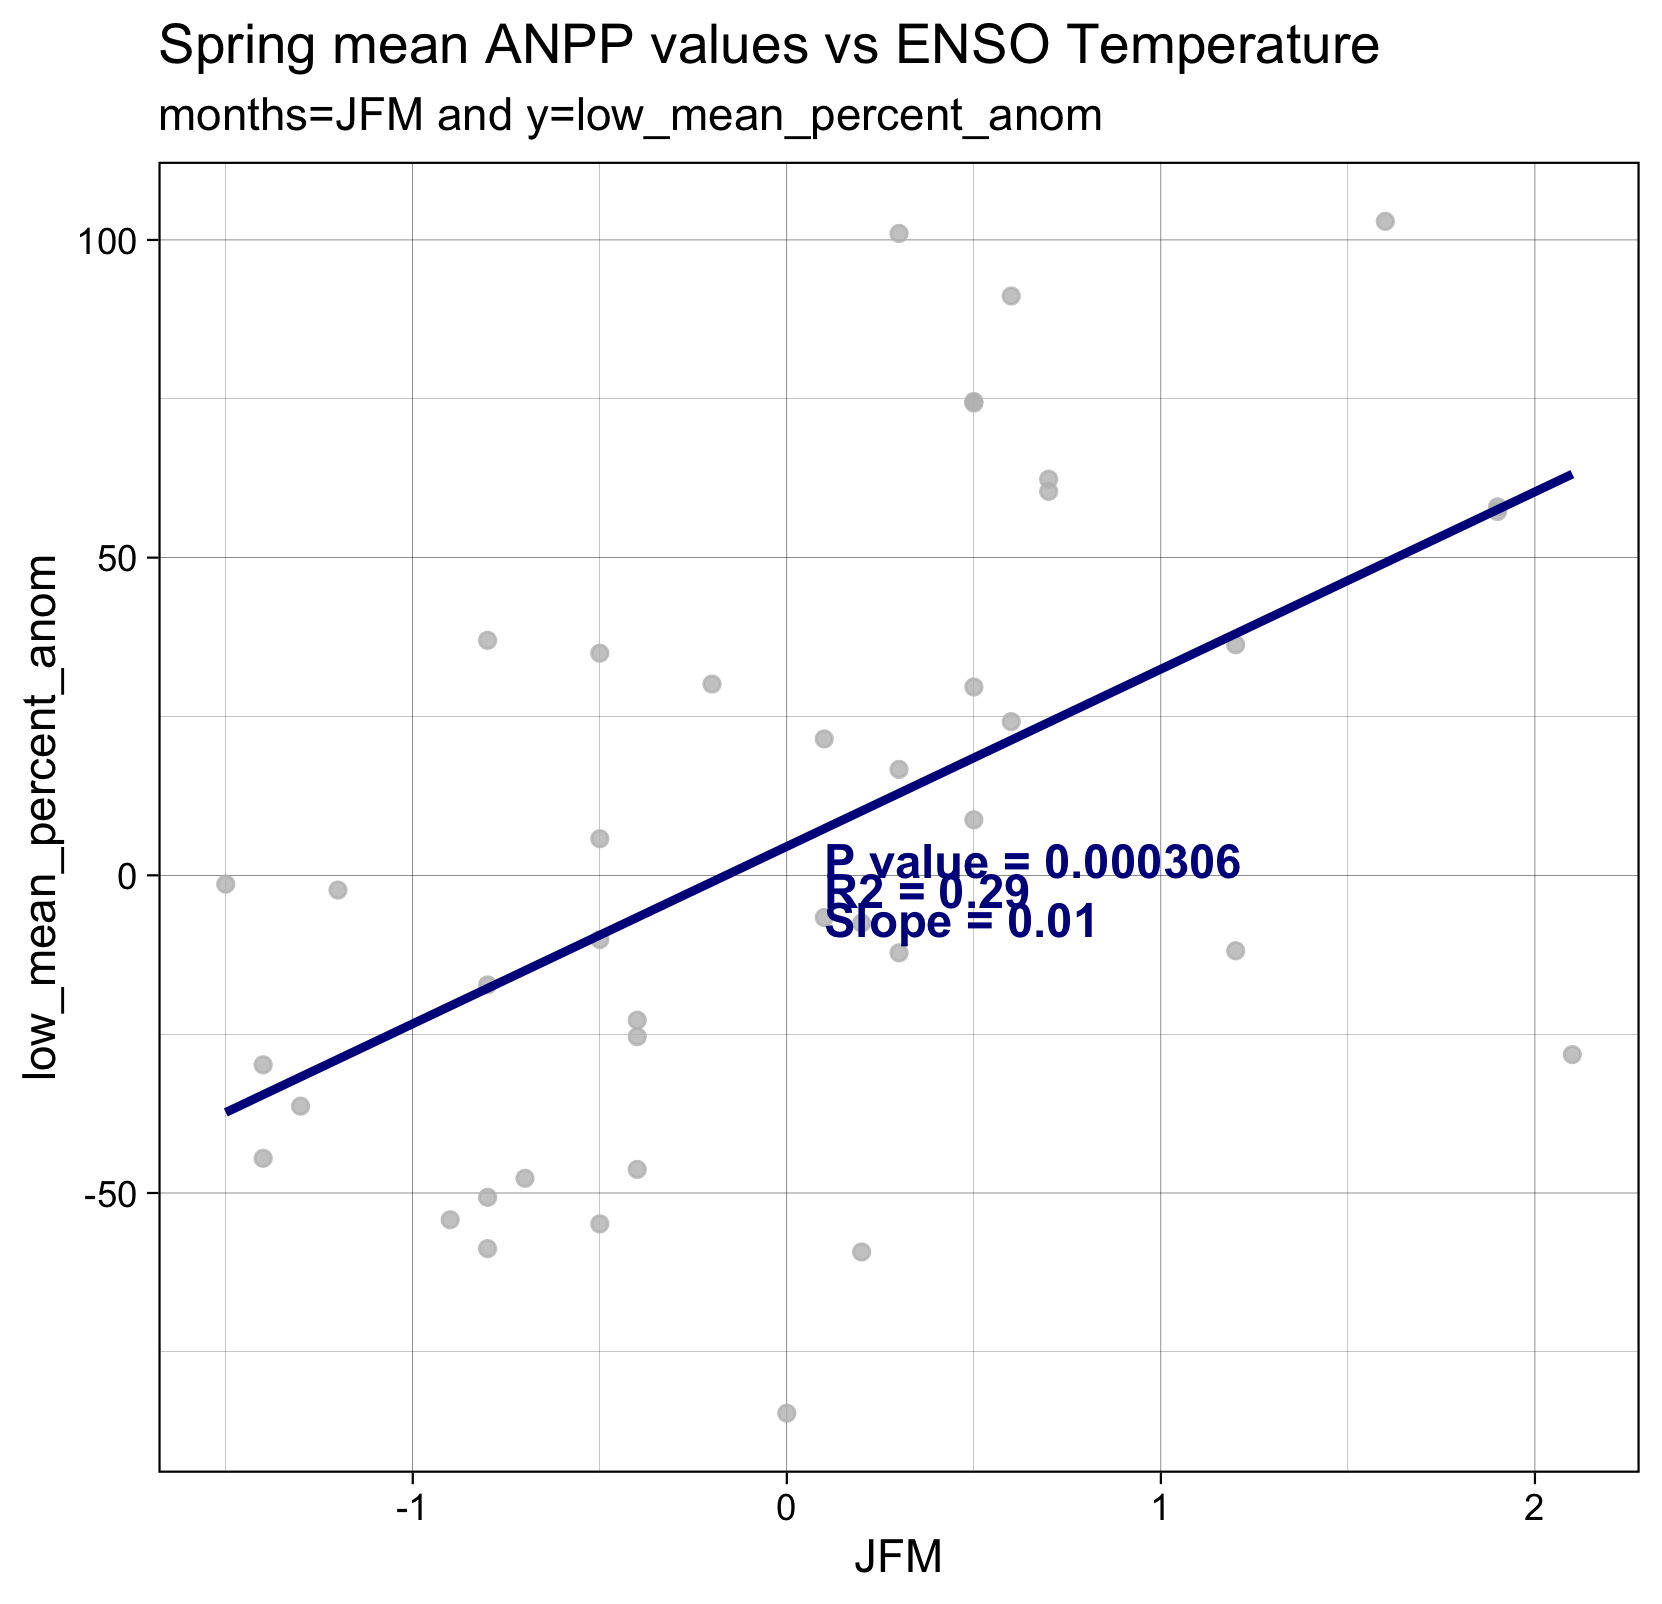 Spring mean ANPP values vs ENSO Temperature
months=JFM and y=low_mean_percent_anom
100
50
0
-50
low_mean_percent_anom
P value = 0.000306
R2 = 0.29
Slope = 0.01
-1 0 1 2
JFM